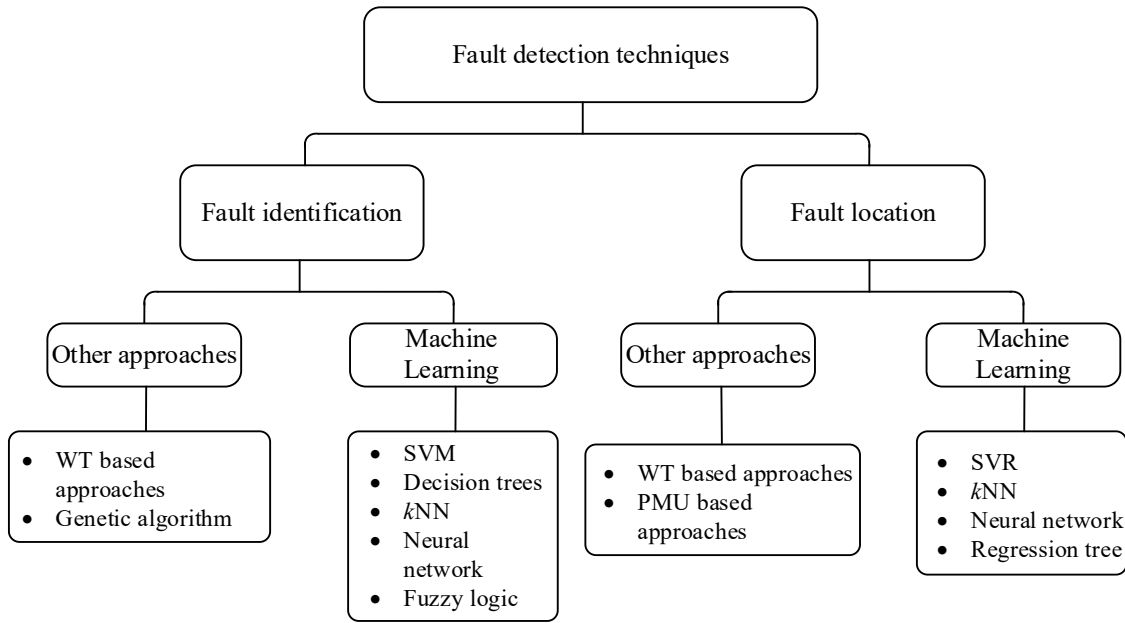 Fault detection techniques
Fault identification
Fault location
Other approaches
Machine
Learning
Other approaches
Machine
Learning
• WT based
approaches
• Genetic algorithm
• SVM
• Decision trees
• kNN
• Neural
network
• Fuzzy logic
• WT based approaches
• PMU based
approaches
• SVR
• kNN
• Neural network
• Regression tree